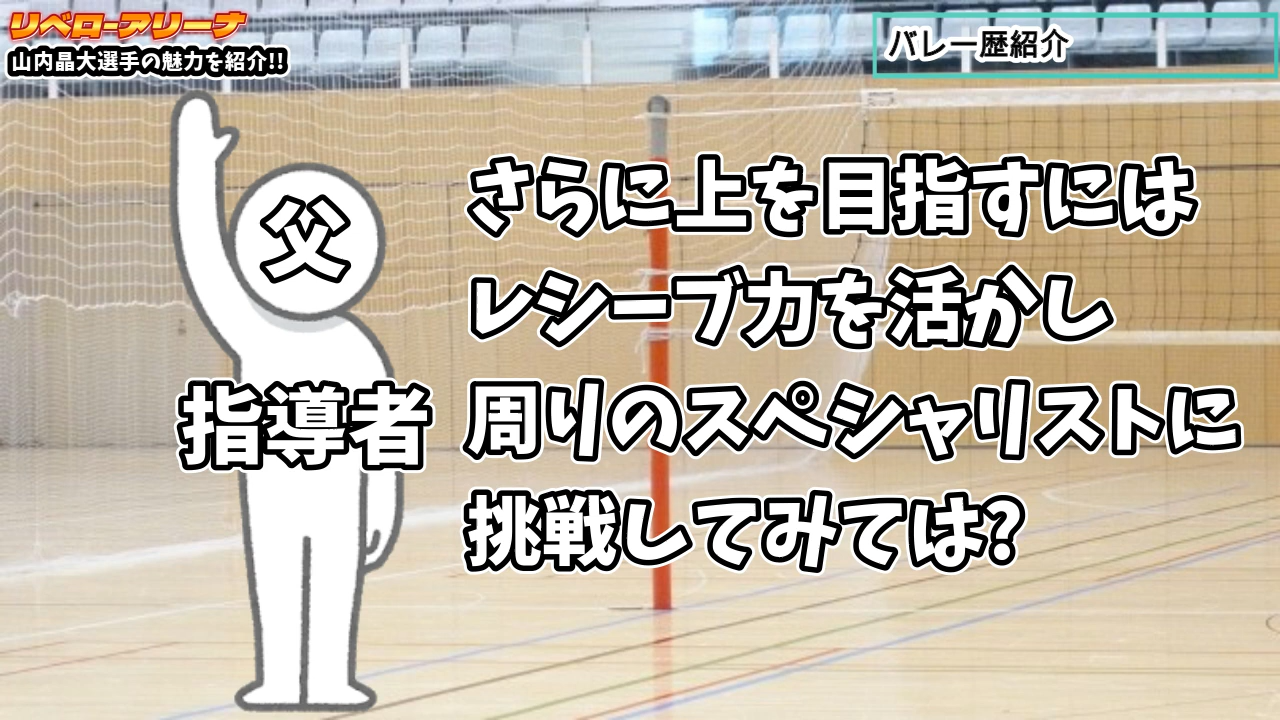 リベローアリーナ
山内晶大選手の魅力を紹介!!
バレー歴紹介
父
指導者
さらに上を目指すには
レシーブ力を活かし
周りのスペシャリストに
挑戦してみては?